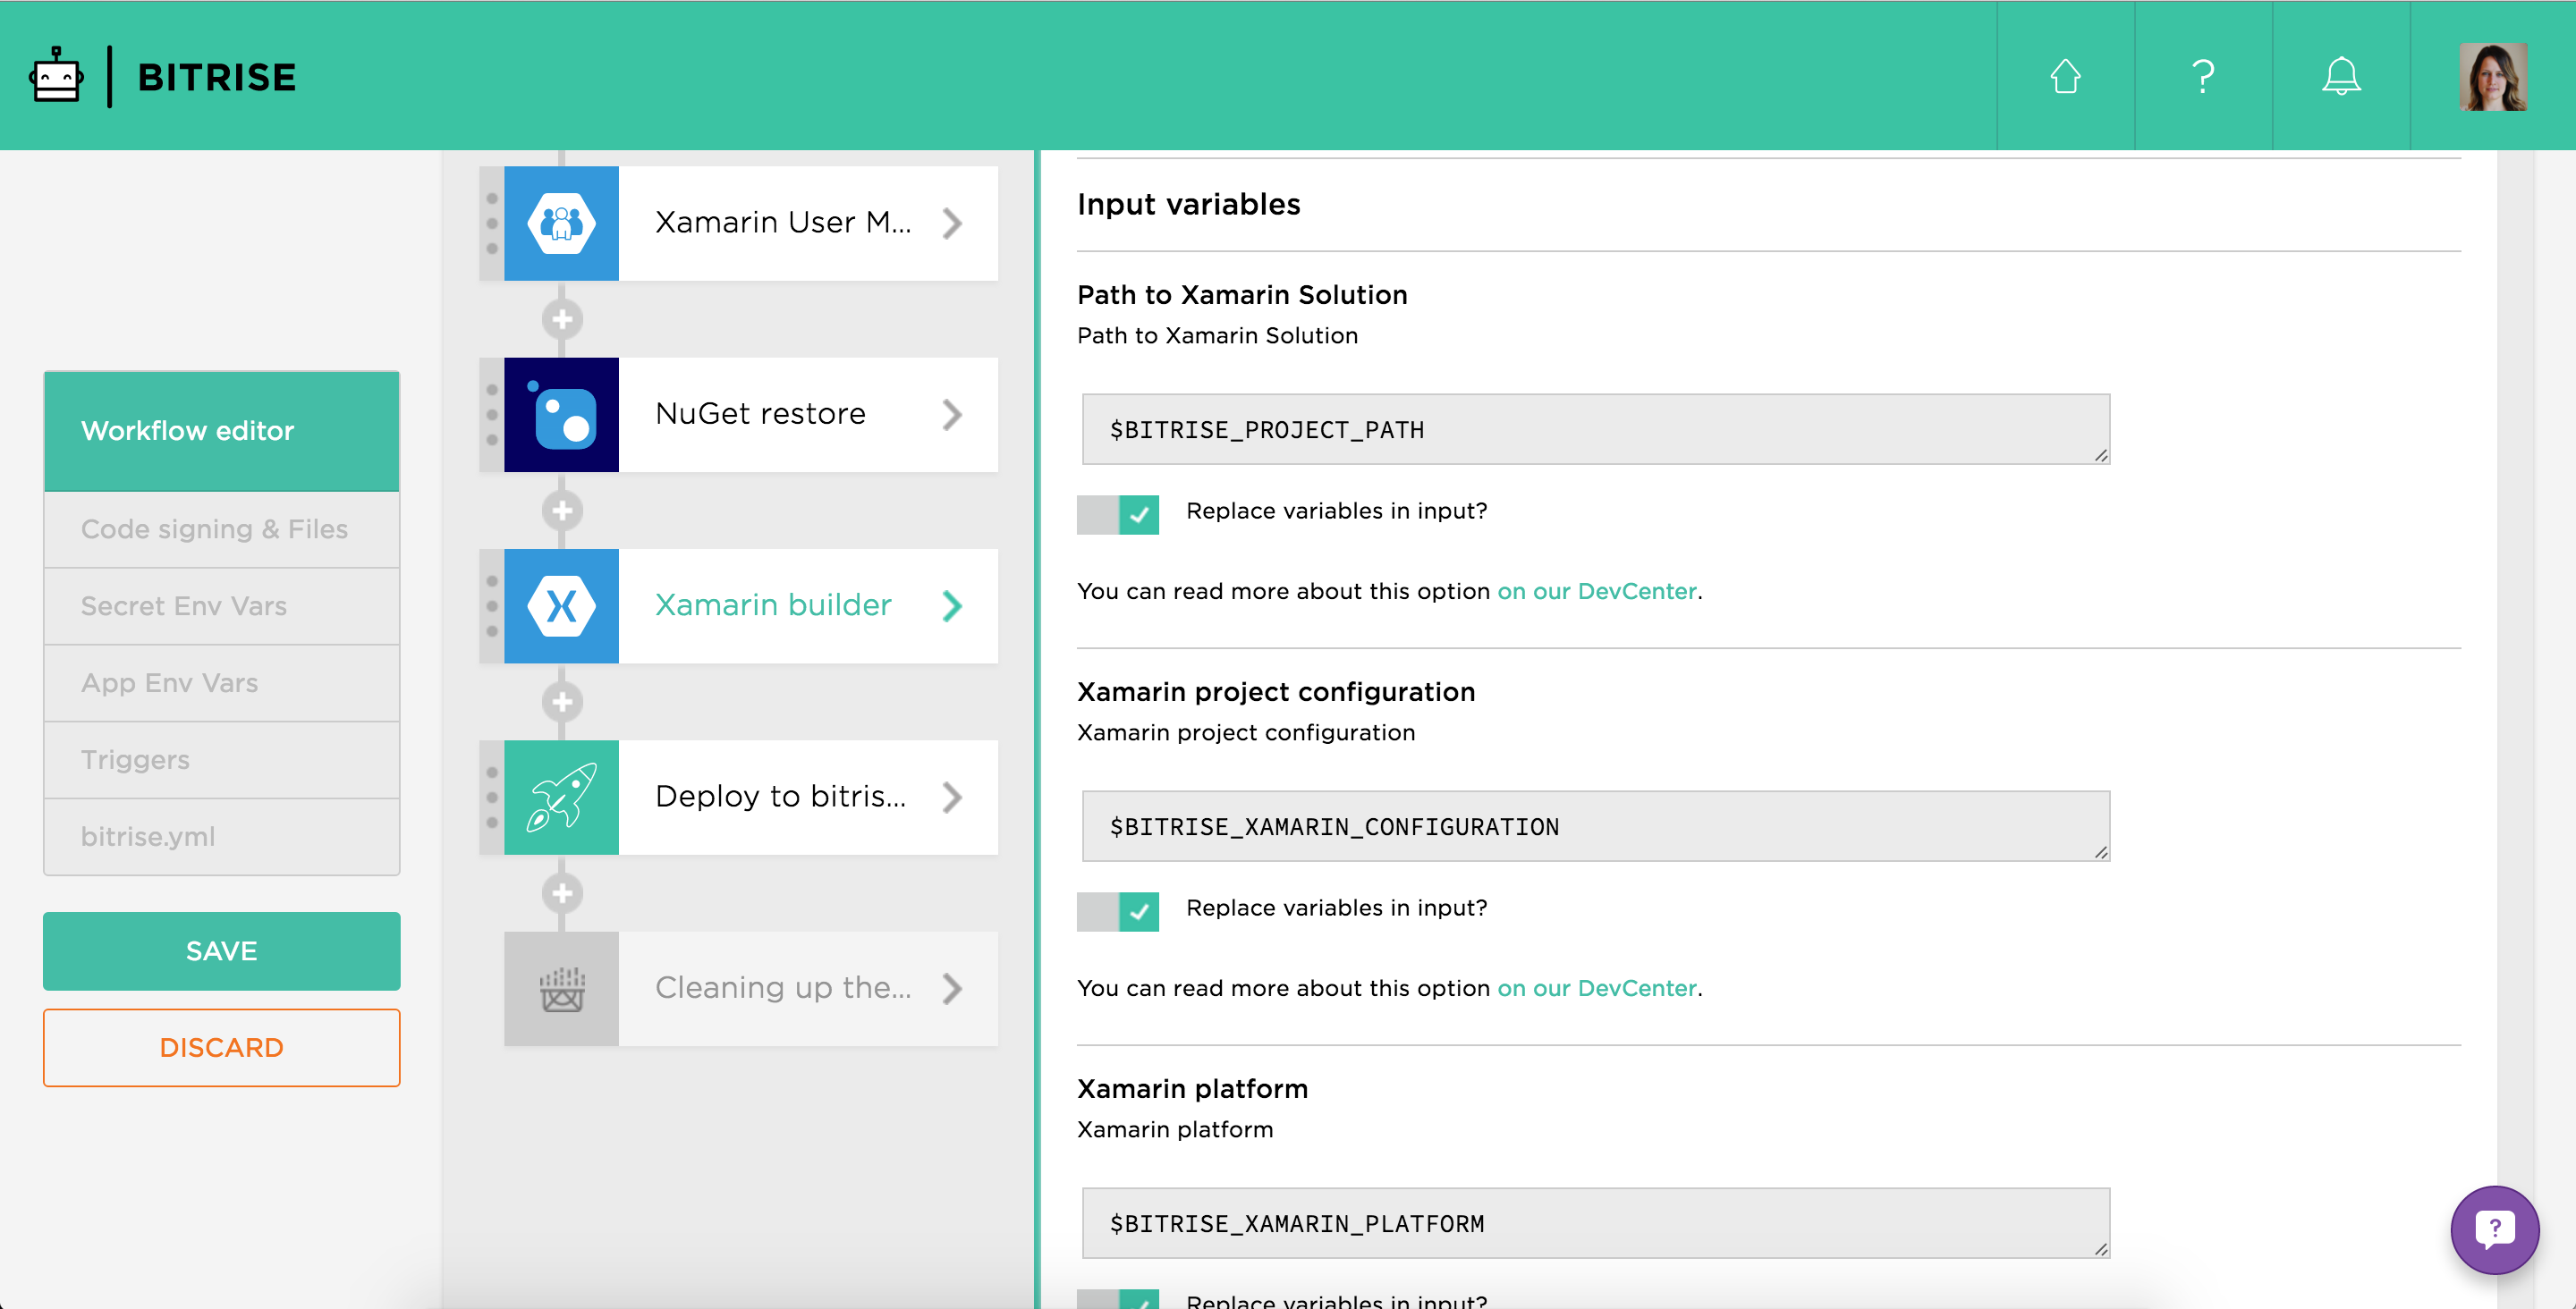 BITRISE
Workflow editor
Code signing & Files
Secret Env Vars
App Env Vars
Triggers
bitrise.yml
SAVE
DISCARD
Xamarin User M...
NuGet restore
Xamarin builder
Deploy to bitris...
Cleaning up the...
Input variables
Path to Xamarin Solution
Path to Xamarin Solution
$BITRISE_PROJECT_PATH
Replace variables in input?
You can read more about this option on our DevCenter.
Xamarin project configuration
Xamarin project configuration
$BITRISE_XAMARIN_CONFIGURATION
Replace variables in input?
You can read more about this option on our DevCenter.
Xamarin platform
Xamarin platform
$BITRISE_XAMARIN_PLATFORM
Replace variables in input?